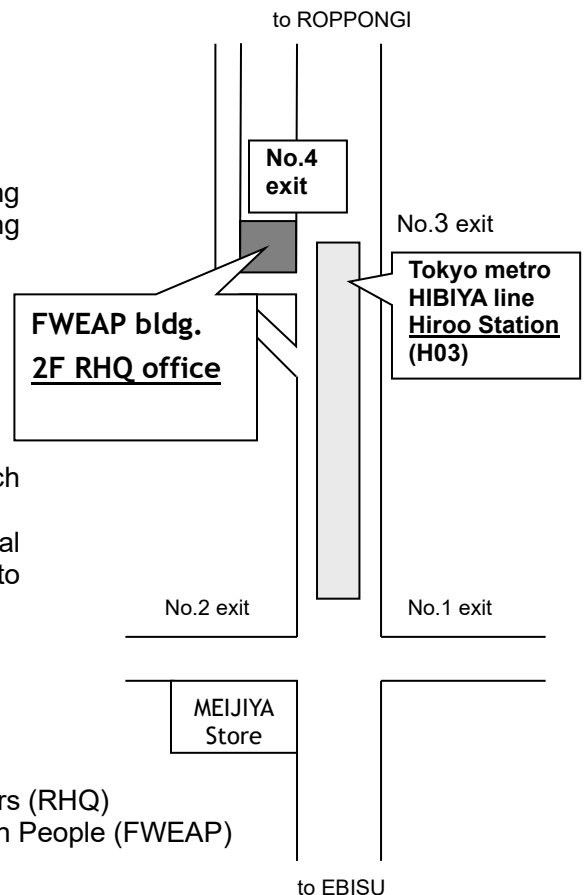 to ROPPONGI
No.4
exit
ng
ng
No.3 exit
Tokyo metro
HIBIYA line
Hiroo Station
(H03)
FWEAP bldg.
2F RHQ office
ch
al
to
No.2 exit
No.1 exit
MEIJIYA
Store
rs (RHQ)
n People (FWEAP)
to EBISU